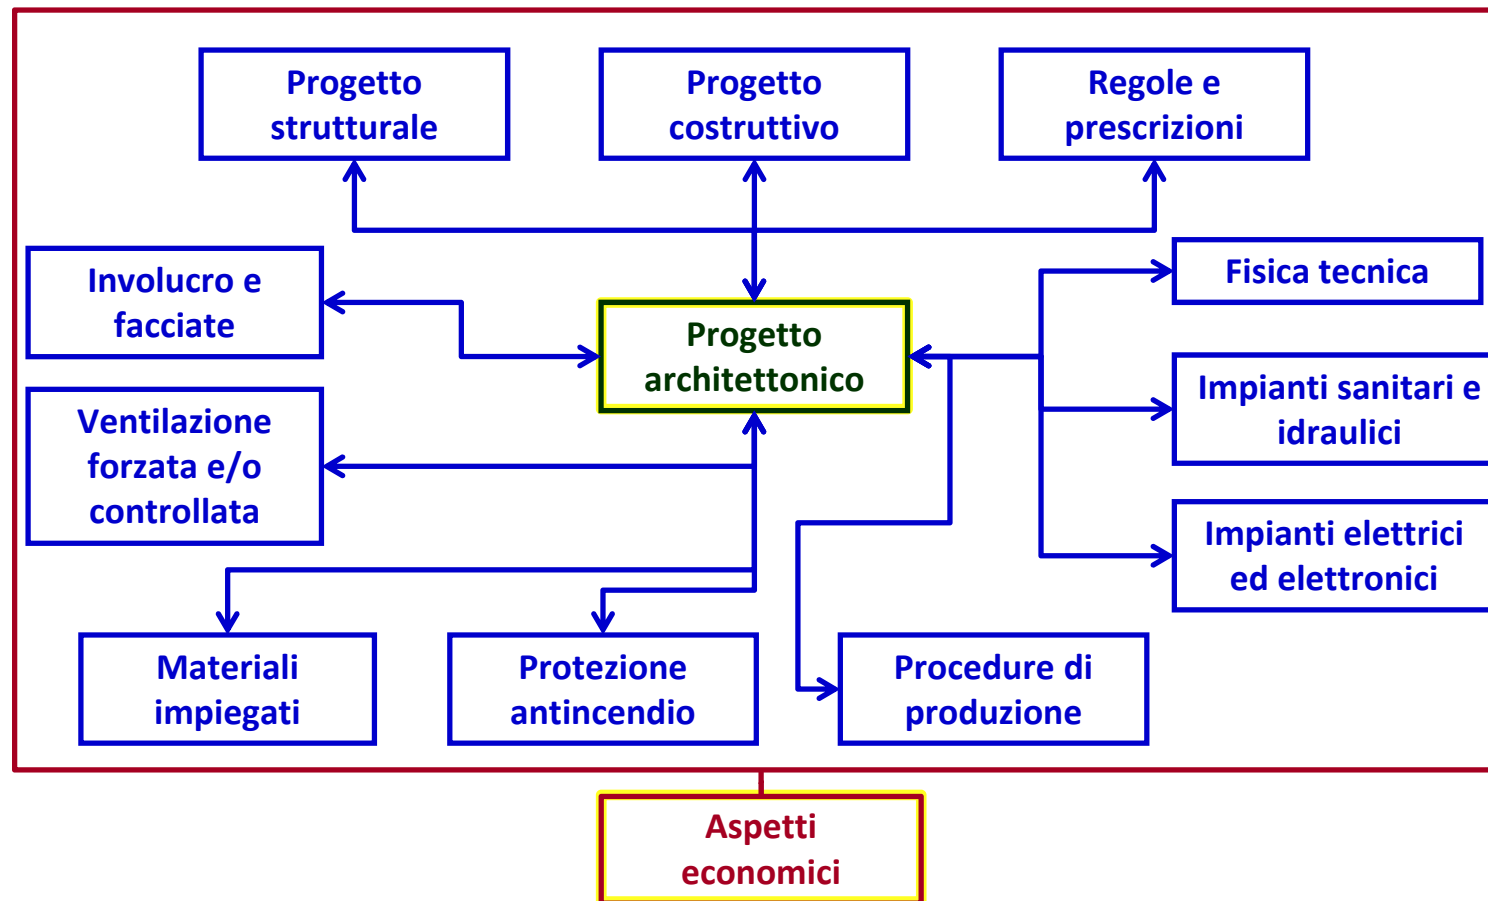 Progetto
strutturale
Progetto
costruttivo
Regole e
prescrizioni
Involucro e
facciate
Fisica tecnica
Progetto
architettonico
Impianti sanitari e
idraulici
Ventilazione
forzata e/o
controllata
Impianti elettrici
ed elettronici
Materiali
impiegati
Protezione
antincendio
Procedure di
produzione
Aspetti
economici